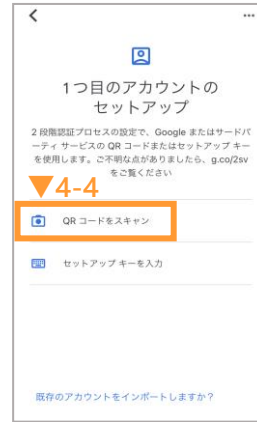 1つ目のアカウントの
セットアップ
2 段階認証プロセスの設定で、Google またはサードパ
ーティ サービスの QR コードまたはセットアップ キー
を使用します。ご不明な点がありましたら、g.co/2sv
をご覧ください
▼4-4
QR コードをスキャン
セットアップ キーを入力
既存のアカウントをインポートしますか？